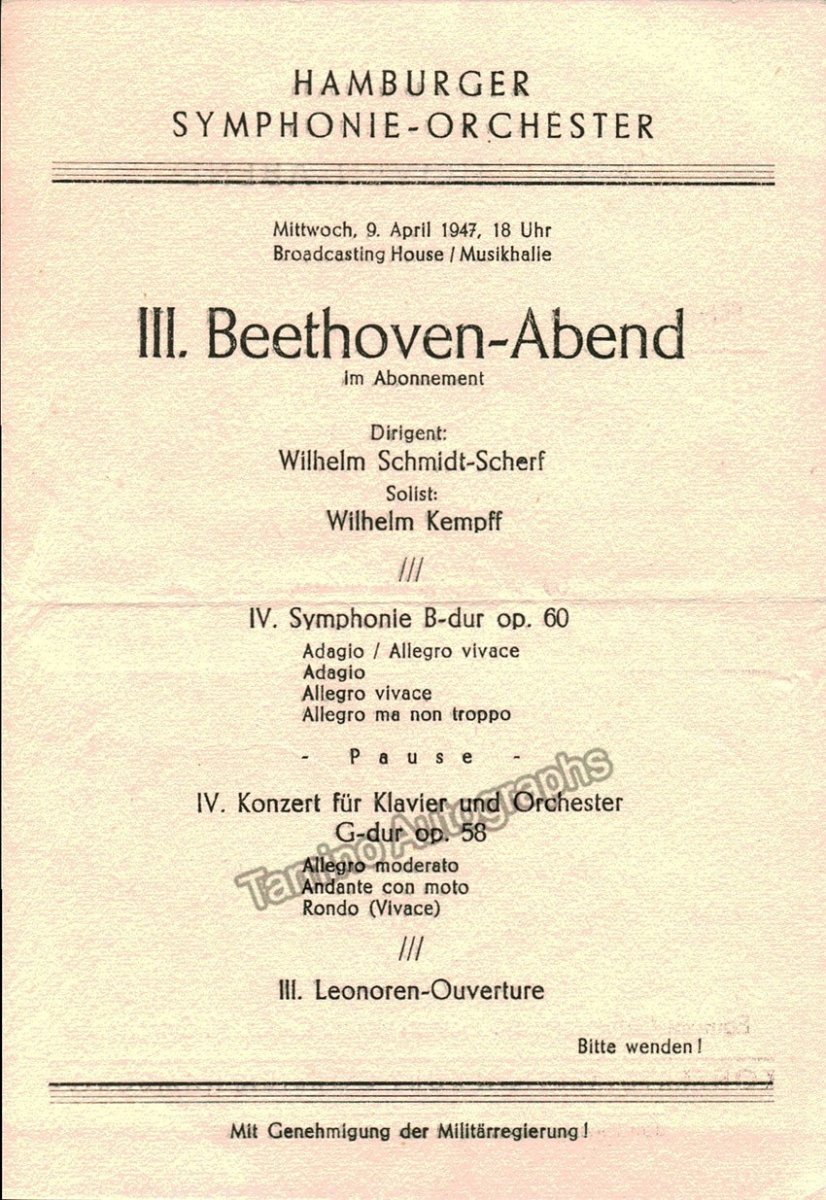 HAMBURGER
SYMPHONIE-ORCHESTER
Mittwoch, 9. April 1947, 18 Uhr
Broadcasting House / Musikhalle
III. Beethoven-Abend
im Abonnement
Dirigent:
Wilhelm Schmidt-Scherf
Solist:
Wilhelm Kempff
///
IV. Symphonie B-dur op. 60
Adagio / Allegro vivace
Adagio
Allegro vivace
Allegro ma non troppo
- Pause -
IV. Konzert für Klavier und Orchester
G-dur op. 58
Allegro moderato
Andante con moto
Rondo (Vivace)
Tamino Autographs
///
III. Leonoren-Ouverture
Bitte wenden!
Mit Genehmigung der Militärregierung!